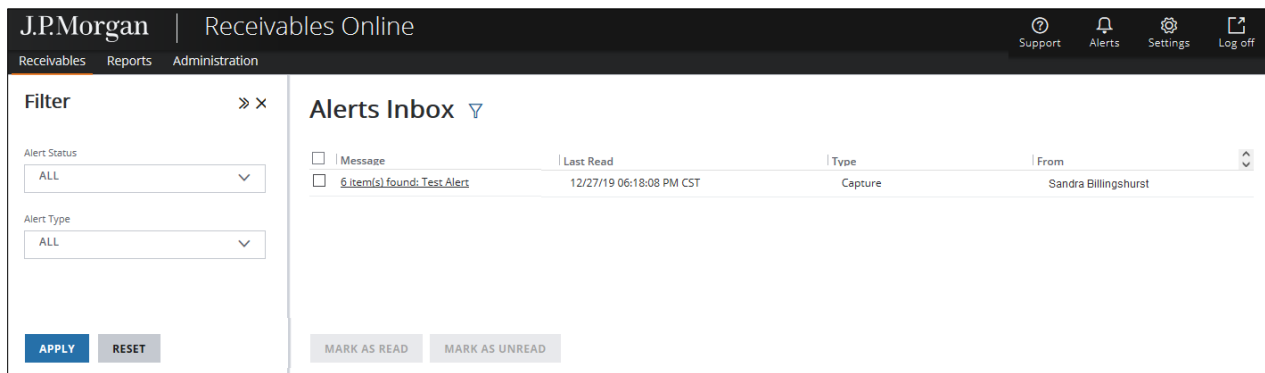 J.P.Morgan | Receivables Online
Support Alerts Settings Log off
Receivables Reports Administration
Filter
Alert Status
ALL
Alert Type
ALL
APPLY RESET
Alerts Inbox
Message Last Read Type From
6 item(s) found: Test Alert 12/27/19 06:18:08 PM CST Capture Sandra Billingshurst
MARK AS READ MARK AS UNREAD